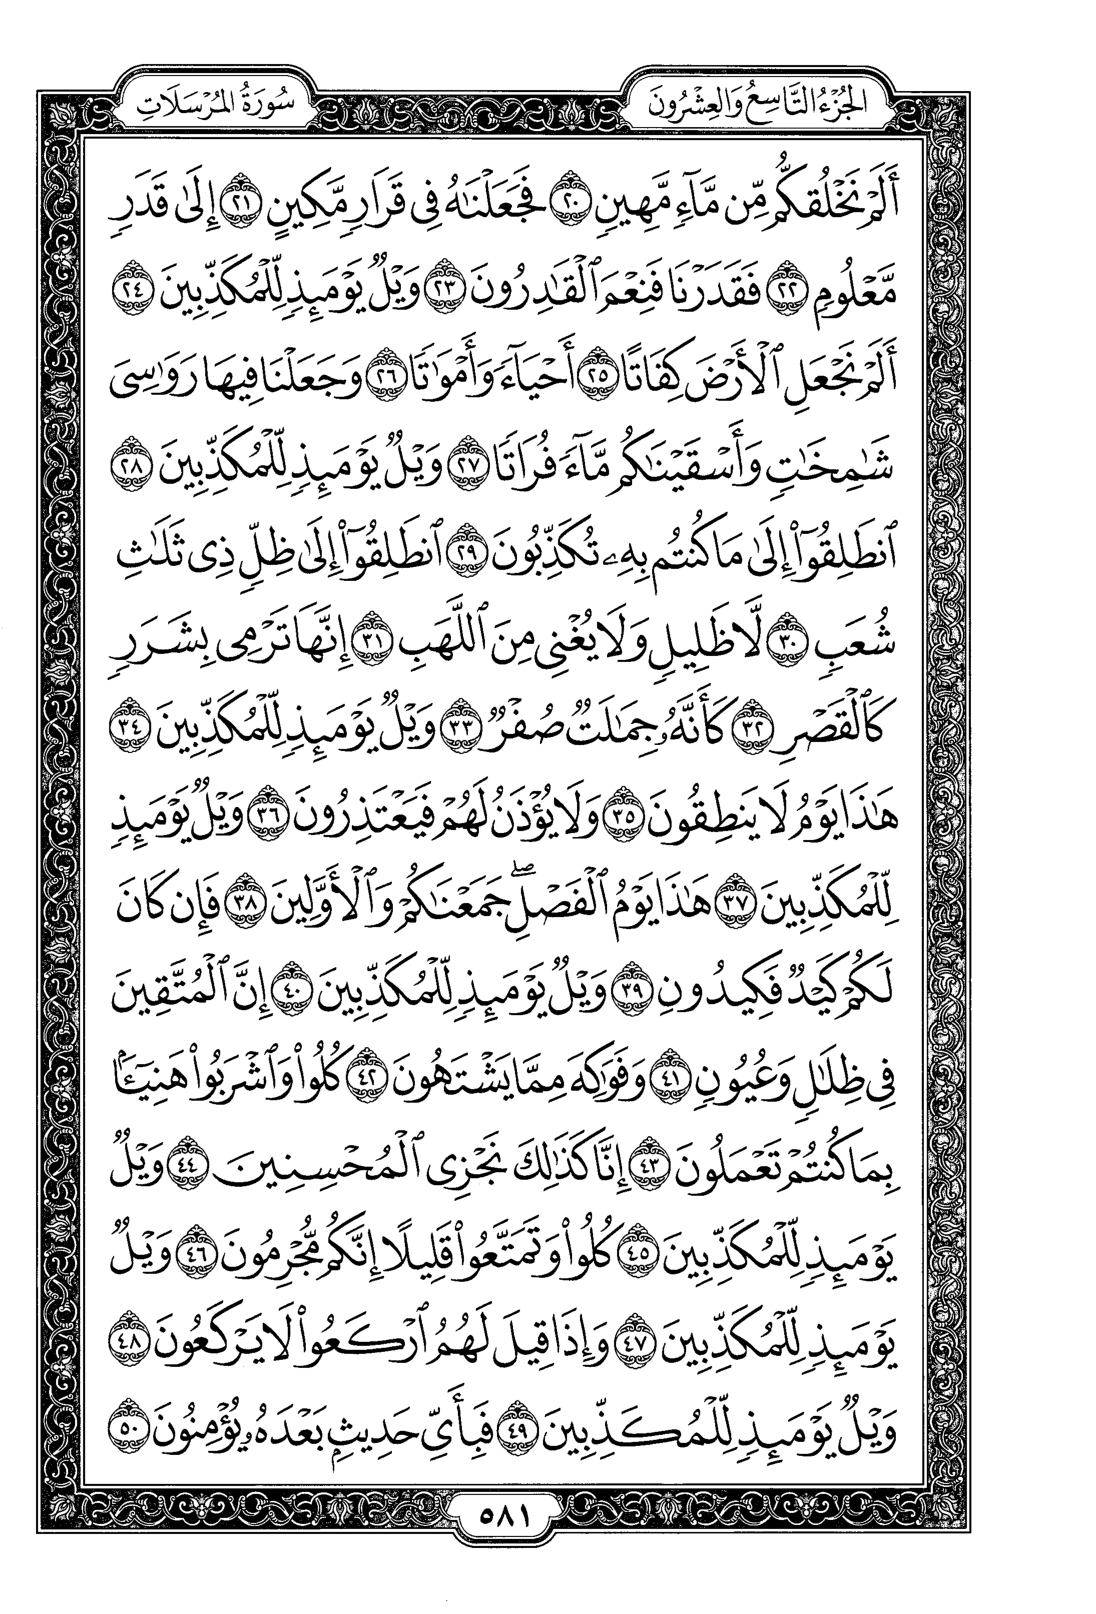 الجُزْءُ التَّاسِعُ وَالعِشْرُونَ
سُورَةُ المُرْسَلَاتِ
أَلَمْ نَخْلُقكُّم مِّن مَّآءٍ مَّهِينٍ ٢٠ فَجَعَلْنَٰهُ فِى قَرَارٍ مَّكِينٍ ٢١ إِلَىٰ قَدَرٍ
مَّعْلُومٍ ٢٢ فَقَدَرْنَا فَنِعْمَ ٱلْقَٰدِرُونَ ٢٣ وَيْلٌ يَوْمَئِذٍ لِّلْمُكَذِّبِينَ ٢٤
أَلَمْ نَجْعَلِ ٱلْأَرْضَ كِفَاتًا ٢٥ أَحْيَآءً وَأَمْوَٰتًا ٢٦ وَجَعَلْنَا فِيهَا رَوَٰسِىَ
شَٰمِخَٰتٍ وَأَسْقَيْنَٰكُم مَّآءً فُرَاتًا ٢٧ وَيْلٌ يَوْمَئِذٍ لِّلْمُكَذِّبِينَ ٢٨
ٱنطَلِقُوٓا۟ إِلَىٰ مَا كُنتُم بِهِۦ تُكَذِّبُونَ ٢٩ ٱنطَلِقُوٓا۟ إِلَىٰ ظِلٍّ ذِى ثَلَٰثِ
شُعَبٍ ٣٠ لَّا ظَلِيلٍ وَلَا يُغْنِى مِنَ ٱللَّهَبِ ٣١ إِنَّهَا تَرْمِى بِشَرَرٍ
كَٱلْقَصْرِ ٣٢ كَأَنَّهُۥ جِمَٰلَتٌ صُفْرٌ ٣٣ وَيْلٌ يَوْمَئِذٍ لِّلْمُكَذِّبِينَ ٣٤
هَٰذَا يَوْمُ لَا يَنطِقُونَ ٣٥ وَلَا يُؤْذَنُ لَهُمْ فَيَعْتَذِرُونَ ٣٦ وَيْلٌ يَوْمَئِذٍ
لِّلْمُكَذِّبِينَ ٣٧ هَٰذَا يَوْمُ ٱلْفَصْلِ ۖ جَمَعْنَٰكُمْ وَٱلْأَوَّلِينَ ٣٨ فَإِن كَانَ
لَكُمْ كَيْدٌ فَكِيدُونِ ٣٩ وَيْلٌ يَوْمَئِذٍ لِّلْمُكَذِّبِينَ ٤٠ إِنَّ ٱلْمُتَّقِينَ
فِى ظِلَٰلٍ وَعُيُونٍ ٤١ وَفَوَٰكِهَ مِمَّا يَشْتَهُونَ ٤٢ كُلُوا۟ وَٱشْرَبُوا۟ هَنِيٓـًٔۢا
بِمَا كُنتُمْ تَعْمَلُونَ ٤٣ إِنَّا كَذَٰلِكَ نَجْزِى ٱلْمُحْسِنِينَ ٤٤ وَيْلٌ
يَوْمَئِذٍ لِّلْمُكَذِّبِينَ ٤٥ كُلُوا۟ وَتَمَتَّعُوا۟ قَلِيلًا إِنَّكُم مُّجْرِمُونَ ٤٦ وَيْلٌ
يَوْمَئِذٍ لِّلْمُكَذِّبِينَ ٤٧ وَإِذَا قِيلَ لَهُمُ ٱرْكَعُوا۟ لَا يَرْكَعُونَ ٤٨
وَيْلٌ يَوْمَئِذٍ لِّلْمُكَذِّبِينَ ٤٩ فَبِأَىِّ حَدِيثٍۭ بَعْدَهُۥ يُؤْمِنُونَ ٥٠
٥٨١